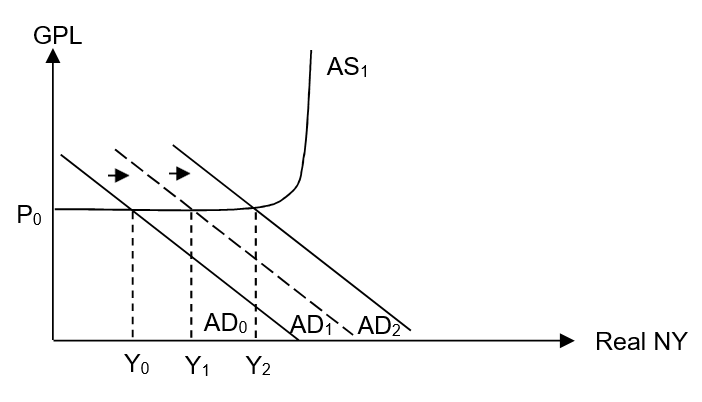 GPL
AS₁
P₀
AD₀ AD₁ AD₂
Real NY
Y₀ Y₁ Y₂